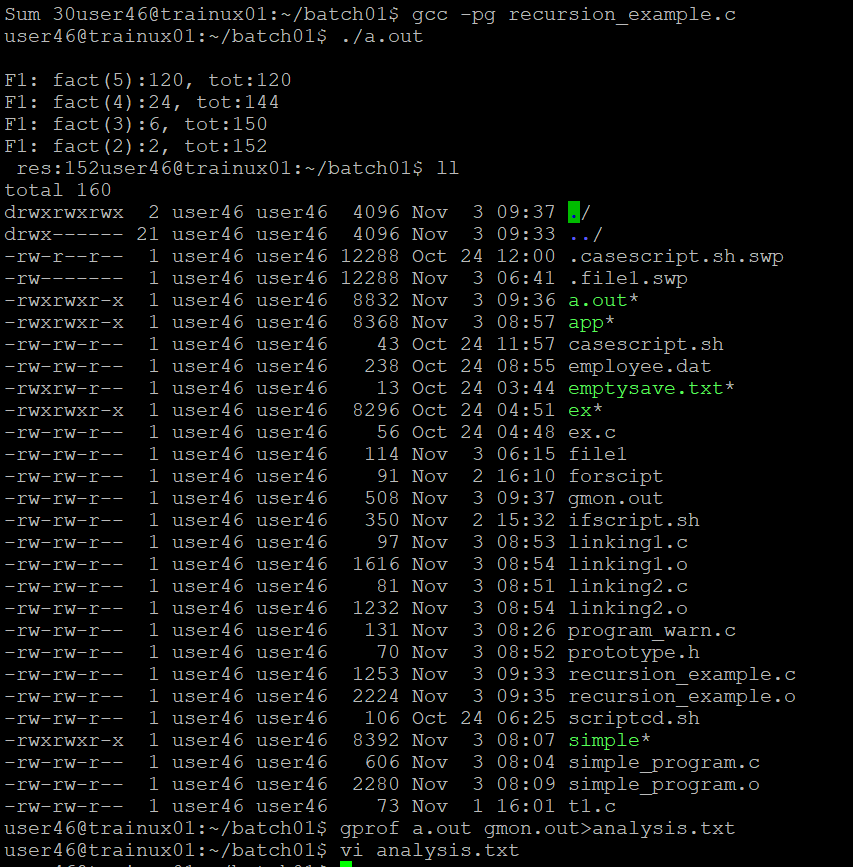 Sum 30user46@trainux01:~/batch01$ gcc -pg recursion_example.c
user46@trainux01:~/batch01$ ./a.out
F1: fact(5):120, tot:120
F1: fact(4):24, tot:144
F1: fact(3):6, tot:150
F1: fact(2):2, tot:152
 res:152user46@trainux01:~/batch01$ ll
total 160
drwxrwxrwx  2 user46 user46  4096 Nov  3 09:37 ./
drwx------ 21 user46 user46  4096 Nov  3 09:33 ../
-rw-r--r--  1 user46 user46 12288 Oct 24 12:00 .casescript.sh.swp
-rw-------  1 user46 user46 12288 Nov  3 06:41 .file1.swp
-rwxrwxr-x  1 user46 user46  8832 Nov  3 09:36 a.out*
-rwxrwxr-x  1 user46 user46  8368 Nov  3 08:57 app*
-rw-rw-r--  1 user46 user46    43 Oct 24 11:57 casescript.sh
-rw-rw-r--  1 user46 user46   238 Oct 24 08:55 employee.dat
-rwxrw-r--  1 user46 user46    13 Oct 24 03:44 emptysave.txt*
-rwxrwxr-x  1 user46 user46  8296 Oct 24 04:51 ex*
-rw-rw-r--  1 user46 user46    56 Oct 24 04:48 ex.c
-rw-rw-r--  1 user46 user46   114 Nov  3 06:15 file1
-rw-rw-r--  1 user46 user46    91 Nov  2 16:10 forscipt
-rw-rw-r--  1 user46 user46   508 Nov  3 09:37 gmon.out
-rw-rw-r--  1 user46 user46   350 Nov  2 15:32 ifscript.sh
-rw-rw-r--  1 user46 user46    97 Nov  3 08:53 linking1.c
-rw-rw-r--  1 user46 user46  1616 Nov  3 08:54 linking1.o
-rw-rw-r--  1 user46 user46    81 Nov  3 08:51 linking2.c
-rw-rw-r--  1 user46 user46  1232 Nov  3 08:54 linking2.o
-rw-rw-r--  1 user46 user46   131 Nov  3 08:26 program_warn.c
-rw-rw-r--  1 user46 user46    70 Nov  3 08:52 prototype.h
-rw-rw-r--  1 user46 user46  1253 Nov  3 09:33 recursion_example.c
-rw-rw-r--  1 user46 user46  2224 Nov  3 09:35 recursion_example.o
-rw-rw-r--  1 user46 user46   106 Oct 24 06:25 scriptcd.sh
-rwxrwxr-x  1 user46 user46  8392 Nov  3 08:07 simple*
-rw-rw-r--  1 user46 user46   606 Nov  3 08:04 simple_program.c
-rw-rw-r--  1 user46 user46  2280 Nov  3 08:09 simple_program.o
-rw-rw-r--  1 user46 user46    73 Nov  1 16:01 t1.c
user46@trainux01:~/batch01$ gprof a.out gmon.out>analysis.txt
user46@trainux01:~/batch01$ vi analysis.txt